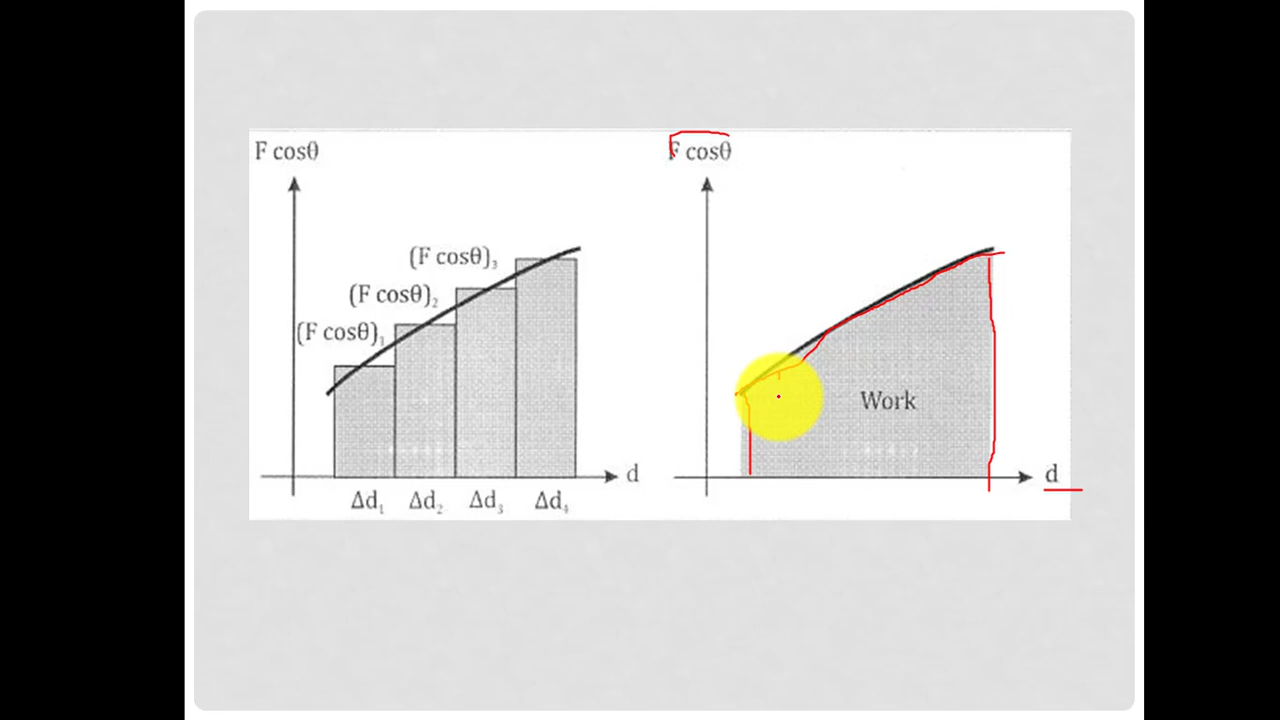 F cosθ
(F cosθ)₃
(F cosθ)₂
(F cosθ)₁
d
Δd₁ Δd₂ Δd₃ Δd₄
F cosθ
Work
d